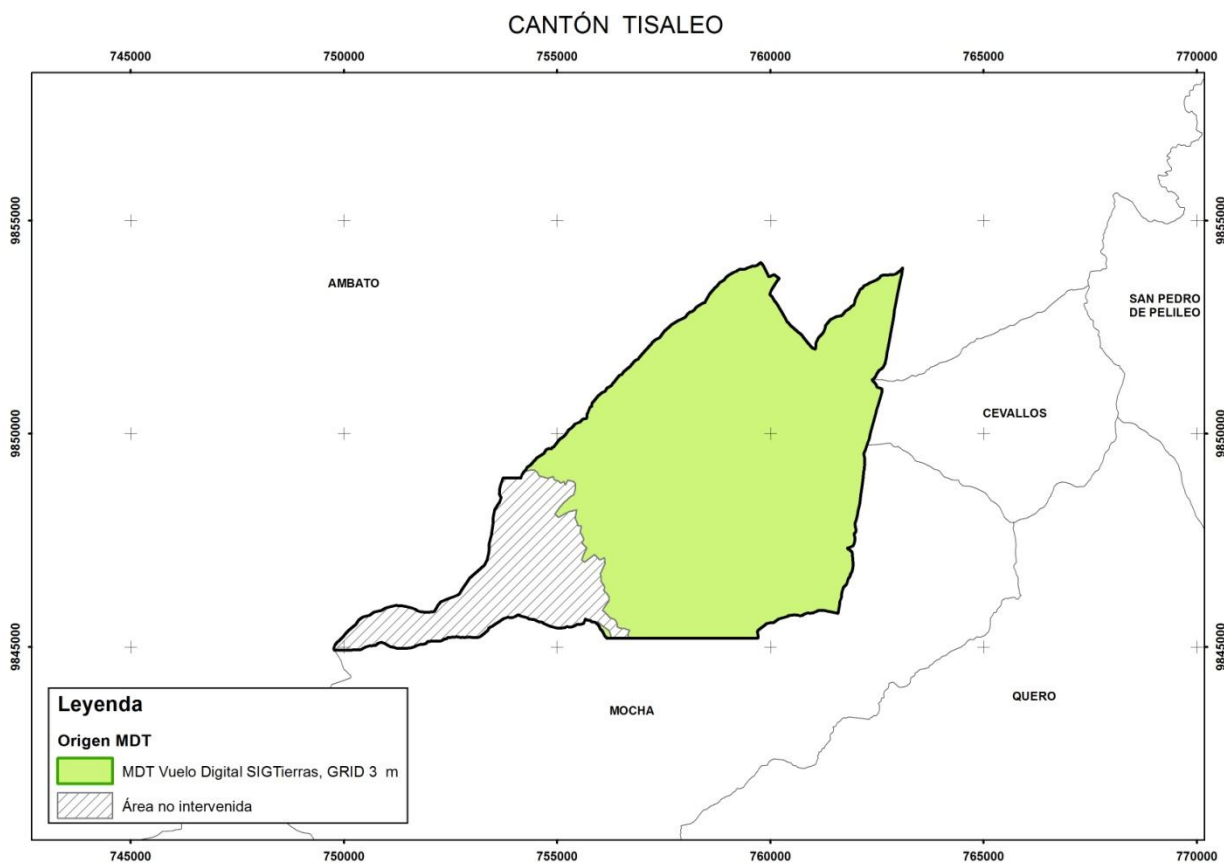 CANTÓN TISALEO
745000 750000 755000 760000 765000 770000
9855000 9855000
AMBATO
SAN PEDRO
DE PELILEO
CEVALLOS
9850000 9850000
9845000 9845000
MOCHA
QUERO
Leyenda
Origen MDT
MDT Vuelo Digital SIGTierras, GRID 3 m
Área no intervenida
745000 750000 755000 760000 765000 770000